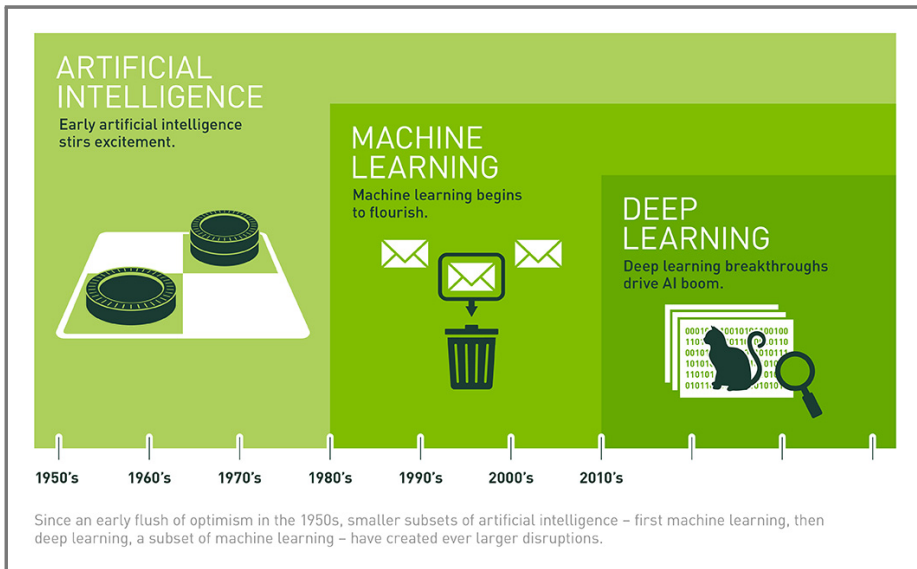 ARTIFICIAL
INTELLIGENCE
Early artificial intelligence
stirs excitement.
MACHINE
LEARNING
Machine learning begins
to flourish.
DEEP
LEARNING
Deep learning breakthroughs
drive AI boom.
1950's
1960's
1970's
1980's
1990's
2000's
2010's
Since an early flush of optimism in the 1950s, smaller subsets of artificial intelligence – first machine learning, then
deep learning, a subset of machine learning – have created ever larger disruptions.